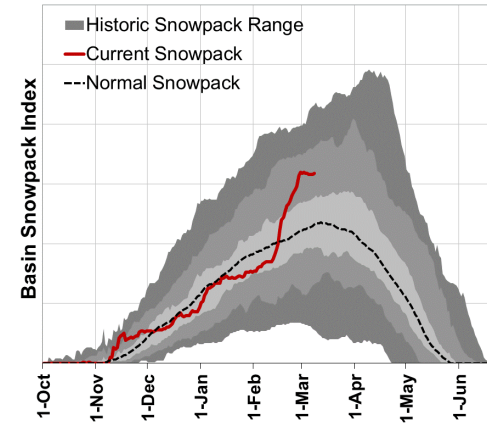 Historic Snowpack Range
Current Snowpack
Normal Snowpack
Basin Snowpack Index
1-Oct
1-Nov
1-Dec
1-Jan
1-Feb
1-Mar
1-Apr
1-May
1-Jun